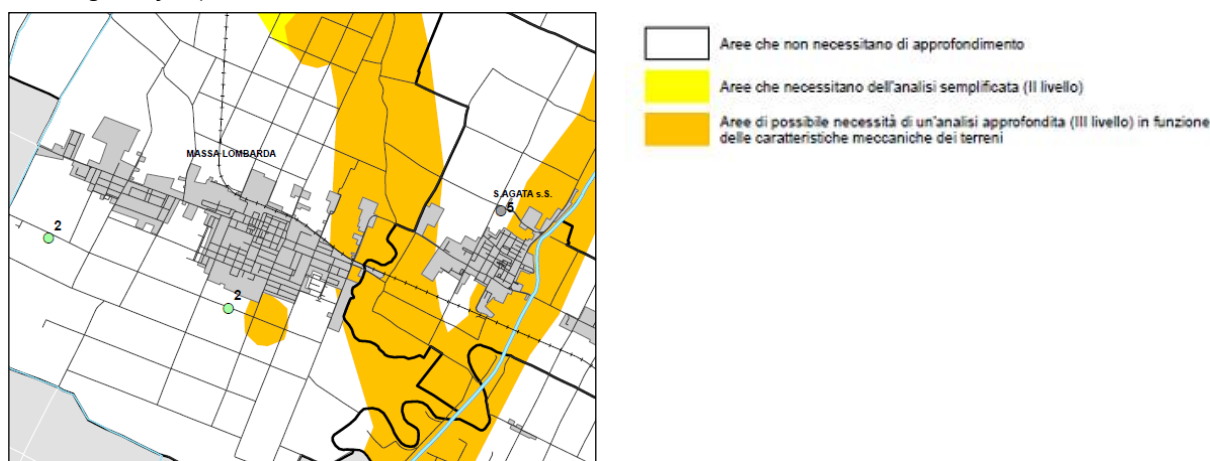 MASSA LOMBARDA
S.AGATA s.S.
5
2
2
Aree che non necessitano di approfondimento
Aree che necessitano dell'analisi semplificata (II livello)
Aree di possibile necessità di un'analisi approfondita (III livello) in funzione
delle caratteristiche meccaniche dei terreni